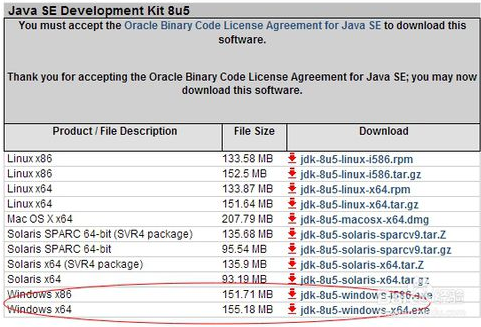 Java SE Development Kit 8u5
You must accept the Oracle Binary Code License Agreement for Java SE to download this
software.
Thank you for accepting the Oracle Binary Code License Agreement for Java SE; you may now
download this software.
Product / File Description File Size Download
Linux x86 133.58 MB jdk-8u5-linux-i586.rpm
Linux x86 152.5 MB jdk-8u5-linux-i586.tar.gz
Linux x64 133.87 MB jdk-8u5-linux-x64.rpm
Linux x64 151.64 MB jdk-8u5-linux-x64.tar.gz
Mac OS X x64 207.79 MB jdk-8u5-macosx-x64.dmg
Solaris SPARC 64-bit (SVR4 package) 135.68 MB jdk-8u5-solaris-sparcv9.tar.Z
Solaris SPARC 64-bit 95.54 MB jdk-8u5-solaris-sparcv9.tar.gz
Solaris x64 (SVR4 package) 135.9 MB jdk-8u5-solaris-x64.tar.Z
Solaris x64 93.19 MB jdk-8u5-solaris-x64.tar.gz
Windows x86 151.71 MB jdk-8u5-windows-i586.exe
Windows x64 155.18 MB jdk-8u5-windows-x64.exe